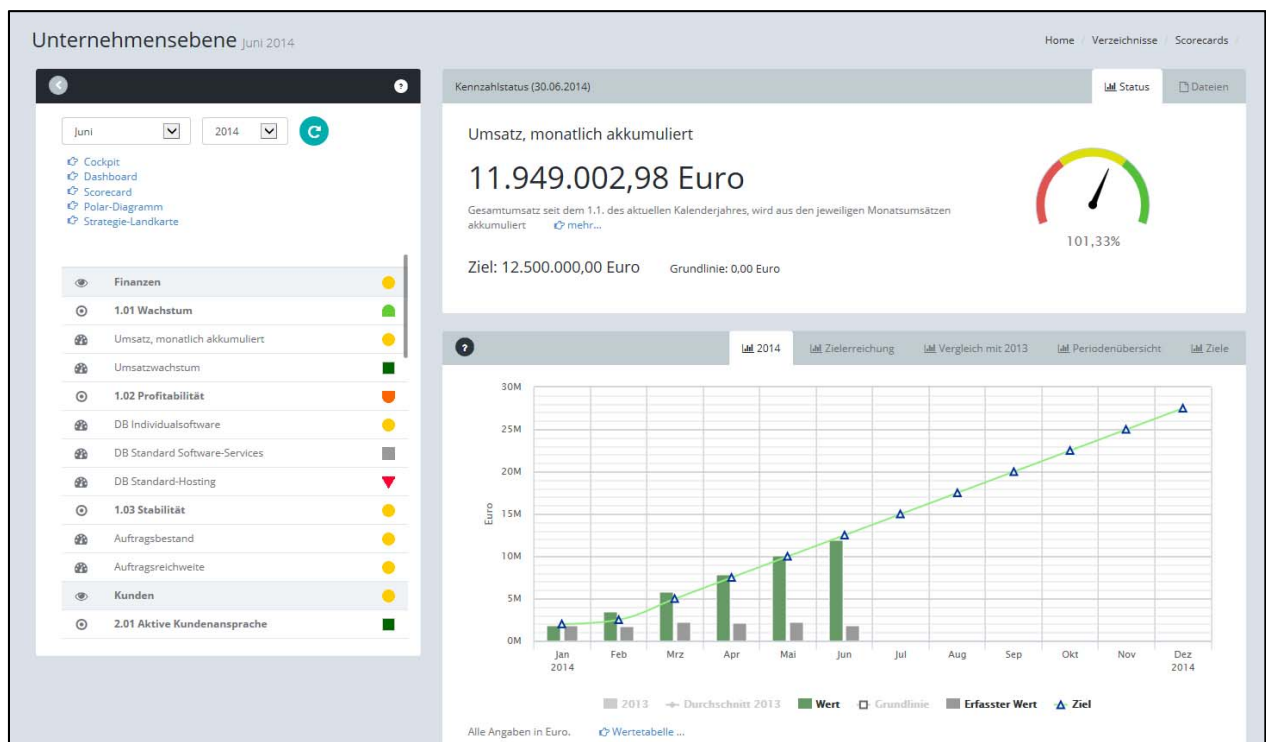 Unternehmensebene Juni 2014
Home / Verzeichnisse / Scorecards /
?
Juni
2014
Cockpit
Dashboard
Scorecard
Polar-Diagramm
Strategie-Landkarte
Finanzen
1.01 Wachstum
Umsatz, monatlich akkumuliert
Umsatzwachstum
1.02 Profitabilität
DB Individualsoftware
DB Standard Software-Services
DB Standard-Hosting
1.03 Stabilität
Auftragsbestand
Auftragsreichweite
Kunden
2.01 Aktive Kundenansprache
Kennzahlstatus (30.06.2014)
Status
Dateien
Umsatz, monatlich akkumuliert
11.949.002,98 Euro
Gesamtumsatz seit dem 1.1. des aktuellen Kalenderjahres, wird aus den jeweiligen Monatsumsätzen
akkumuliert mehr...
Ziel: 12.500.000,00 Euro Grundlinie: 0,00 Euro
101,33%
?
2014
Zielerreichung
Vergleich mit 2013
Periodenübersicht
Ziele
30M
25M
20M
15M
10M
5M
0M
Euro
Jan Feb Mrz Apr Mai Jun Jul Aug Sep Okt Nov Dez
2014 2014
2013 Durchschnitt 2013 Wert Grundlinie Erfasster Wert Ziel
Alle Angaben in Euro. Wertetabelle ...